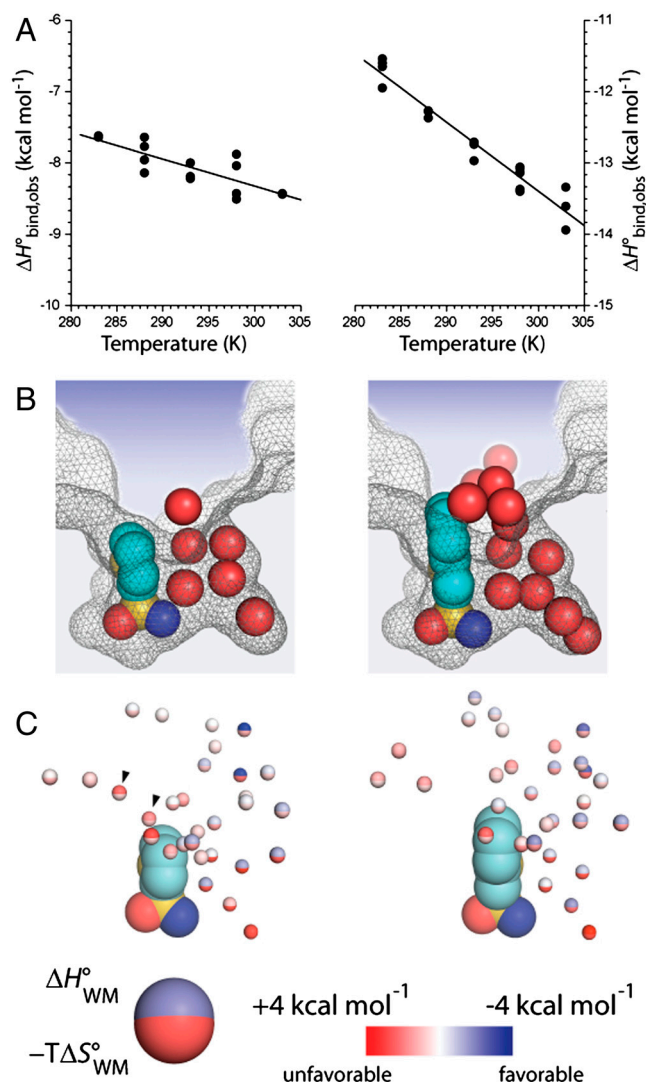 A
-6
-7
-8
-9
-10
ΔH°bind,obs (kcal mol⁻¹)
280 285 290 295 300 305
Temperature (K)
-11
-12
-13
-14
-15
ΔH°bind,obs (kcal mol⁻¹)
280 285 290 295 300 305
Temperature (K)
B
C
ΔH°WM
−TΔS°WM
+4 kcal mol⁻¹
-4 kcal mol⁻¹
unfavorable
favorable